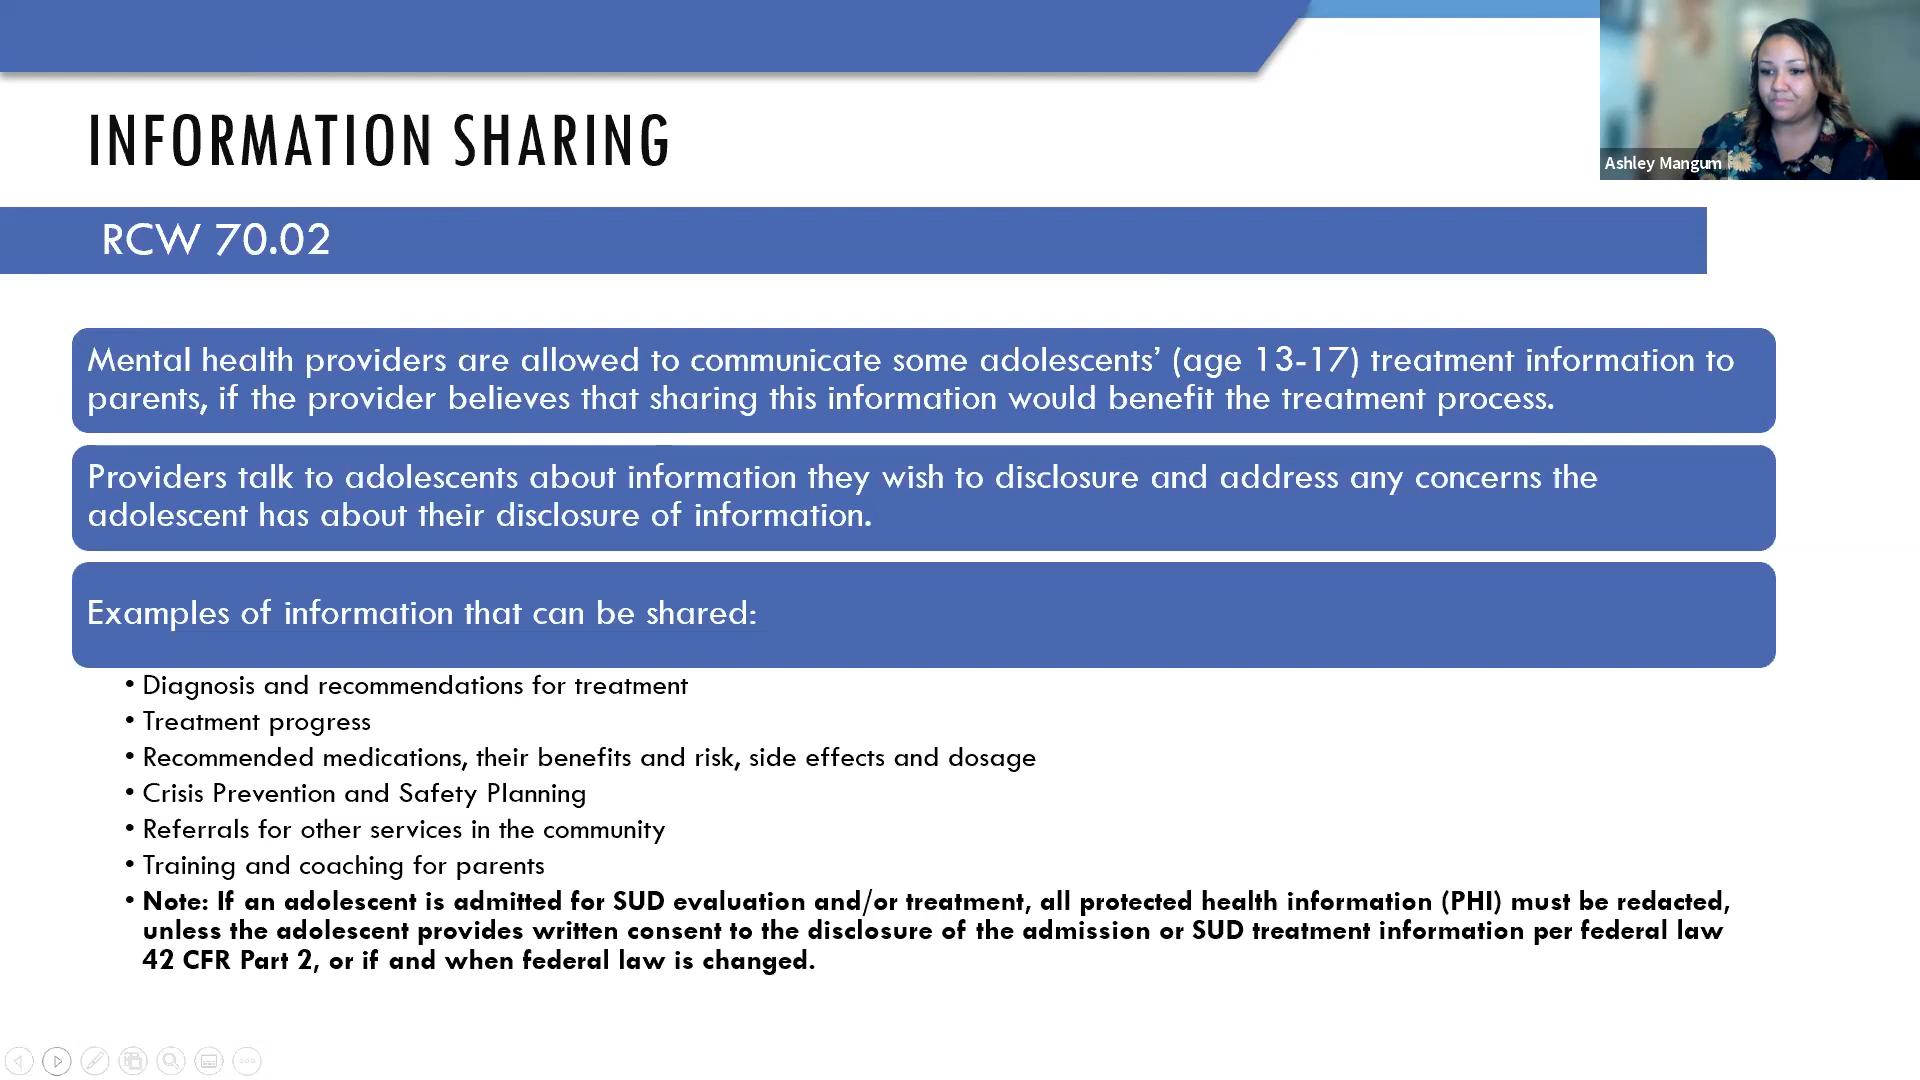 INFORMATION SHARING
Ashley Mangum
RCW 70.02
Mental health providers are allowed to communicate some adolescents’ (age 13-17) treatment information to
parents, if the provider believes that sharing this information would benefit the treatment process.
Providers talk to adolescents about information they wish to disclosure and address any concerns the
adolescent has about their disclosure of information.
Examples of information that can be shared:
• Diagnosis and recommendations for treatment
• Treatment progress
• Recommended medications, their benefits and risk, side effects and dosage
• Crisis Prevention and Safety Planning
• Referrals for other services in the community
• Training and coaching for parents
• Note: If an adolescent is admitted for SUD evaluation and/or treatment, all protected health information (PHI) must be redacted,
unless the adolescent provides written consent to the disclosure of the admission or SUD treatment information per federal law
42 CFR Part 2, or if and when federal law is changed.